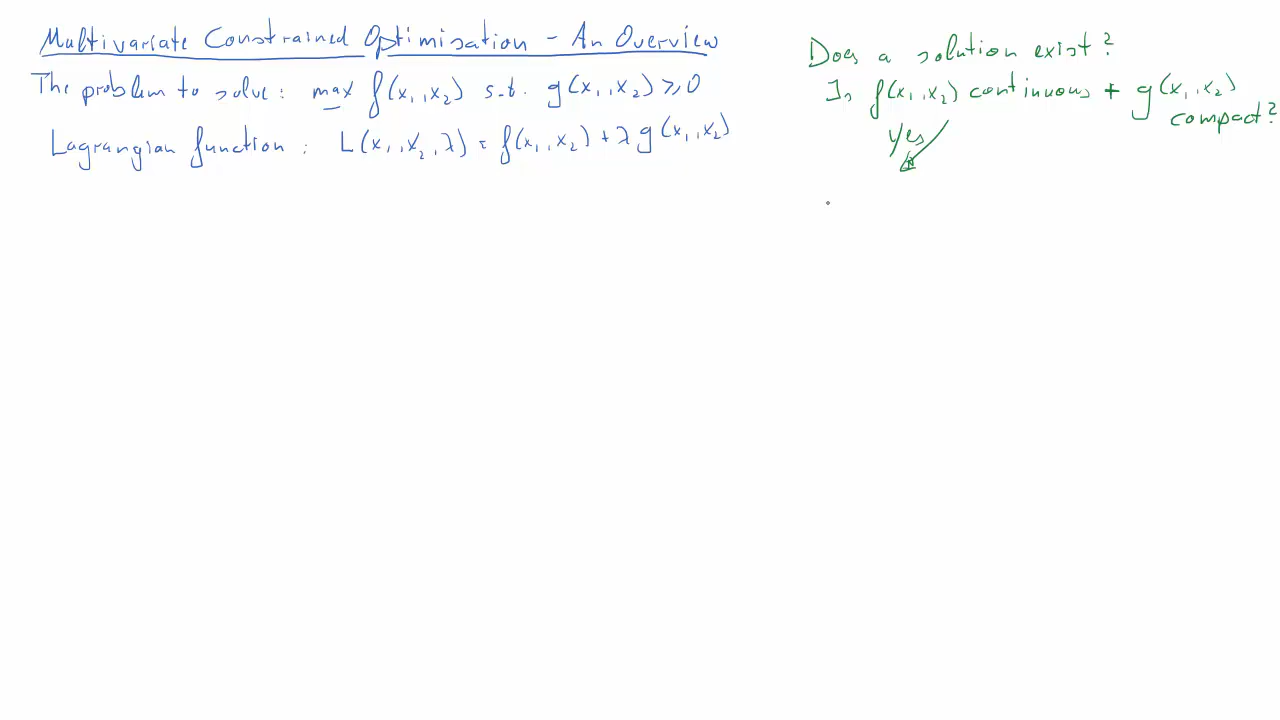 Multivariate Constrained Optimisation - An Overview
The problem to solve: max f(x₁,x₂) s.t. g(x₁,x₂) ≥ 0
Lagrangian function: L(x₁,x₂,λ) = f(x₁,x₂) + λ g(x₁,x₂)
Does a solution exist?
Is f(x₁,x₂) continuous + g(x₁,x₂)
compact?
Yes